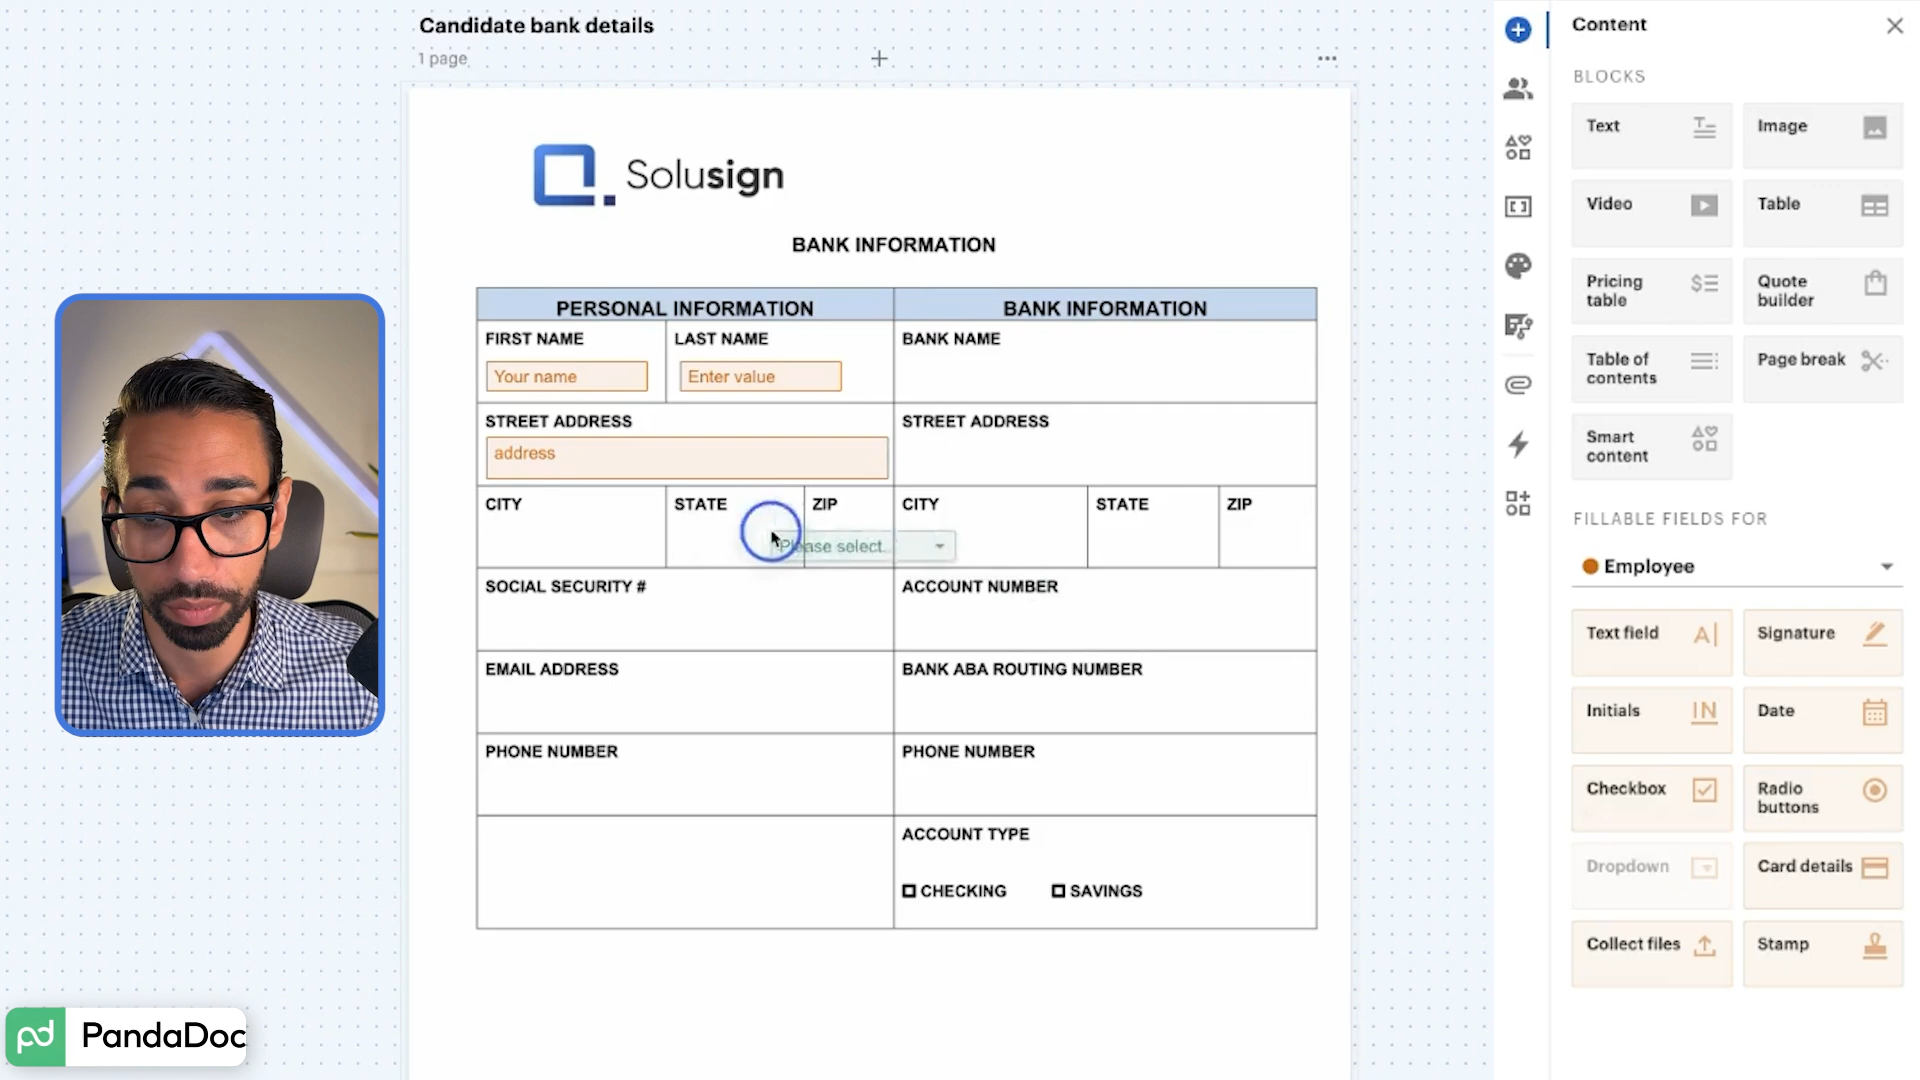 Candidate bank details
1 page
Solusign
BANK INFORMATION
PERSONAL INFORMATION
BANK INFORMATION
FIRST NAME
LAST NAME
BANK NAME
Your name
Enter value
STREET ADDRESS
STREET ADDRESS
address
CITY
STATE
ZIP
CITY
STATE
ZIP
Please select...
SOCIAL SECURITY #
ACCOUNT NUMBER
EMAIL ADDRESS
BANK ABA ROUTING NUMBER
PHONE NUMBER
PHONE NUMBER
ACCOUNT TYPE
CHECKING
SAVINGS
Content
BLOCKS
Text
Image
Video
Table
Pricing
table
Quote
builder
Table of
contents
Page break
Smart
content
FILLABLE FIELDS FOR
Employee
Text field
Signature
Initials
IN
Date
Checkbox
Radio
buttons
Dropdown
Card details
Collect files
Stamp
pd PandaDoc